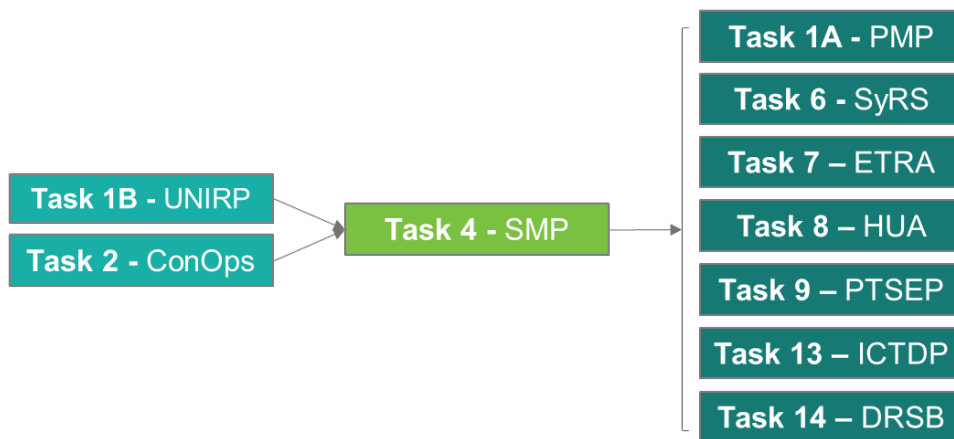 Task 1B - UNIRP
Task 2 - ConOps
Task 4 - SMP
Task 1A - PMP
Task 6 - SyRS
Task 7 – ETRA
Task 8 – HUA
Task 9 – PTSEP
Task 13 – ICTDP
Task 14 – DRSB